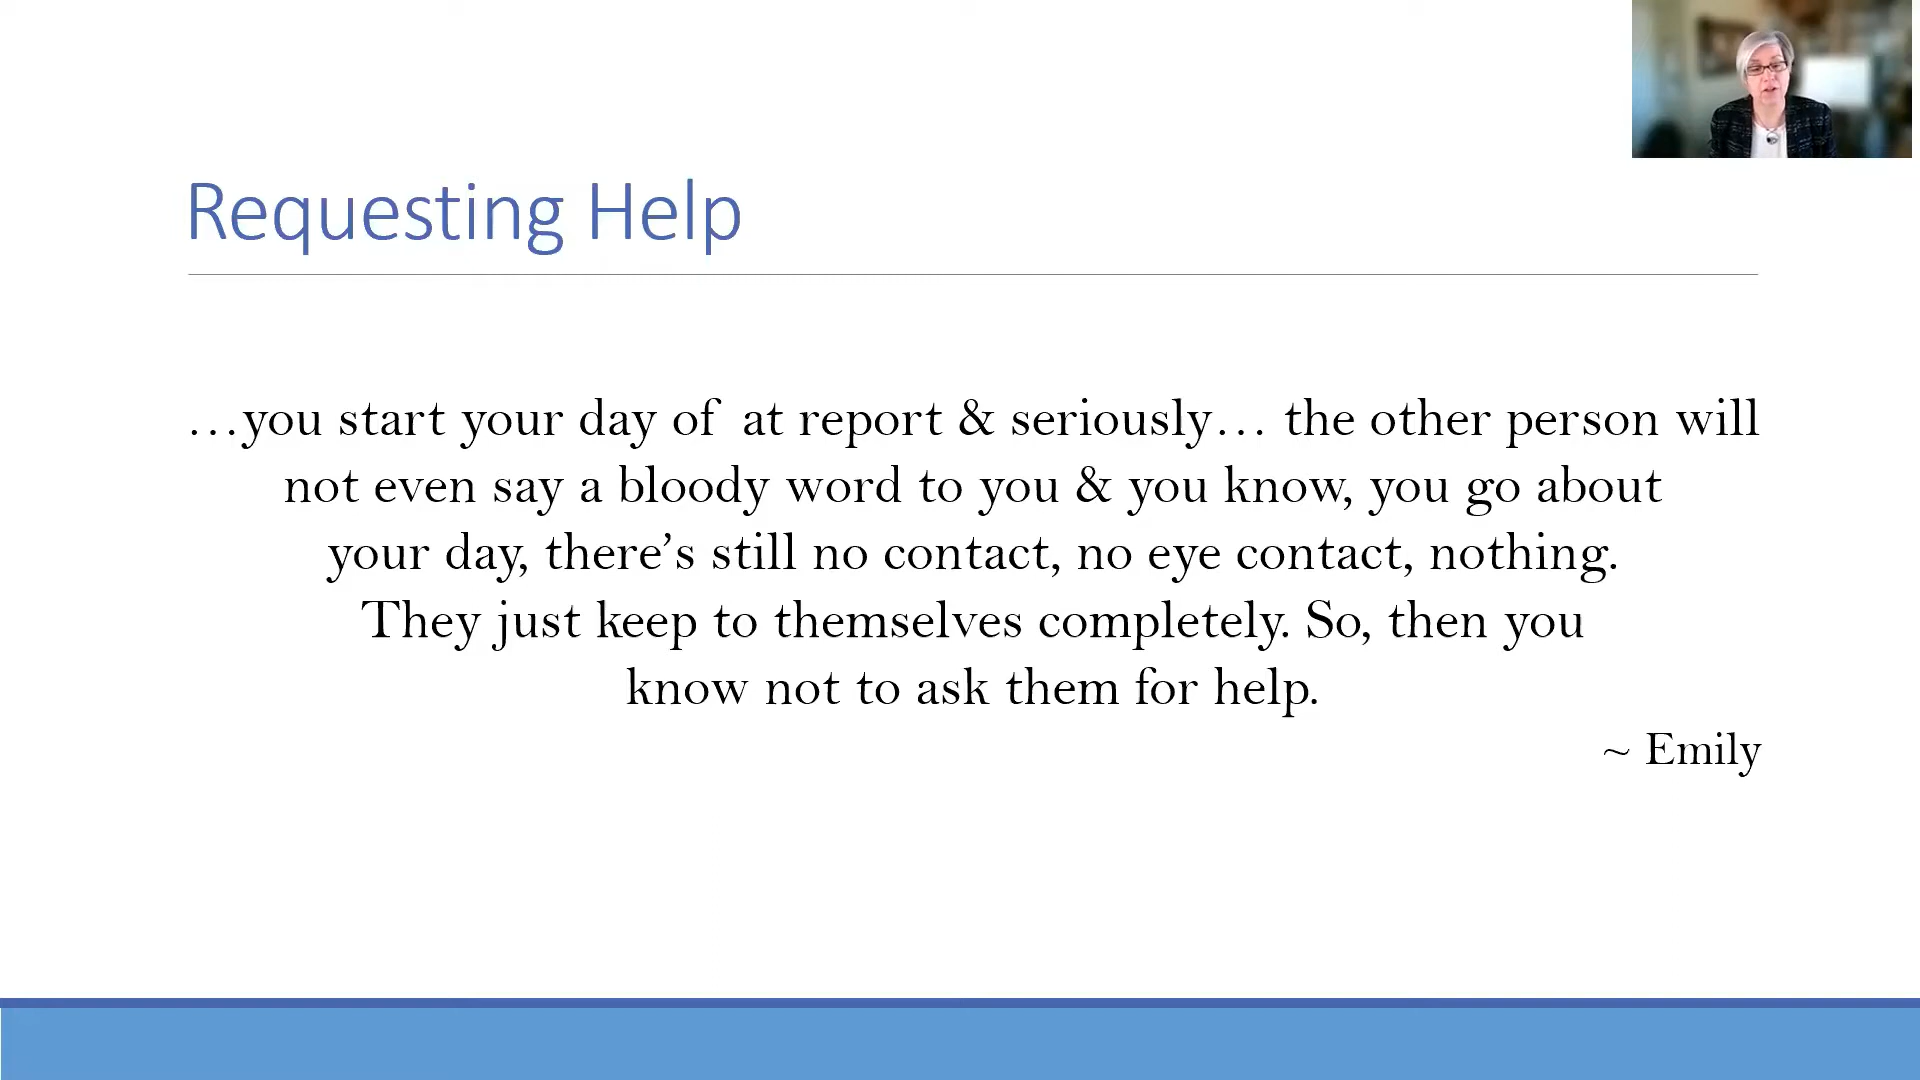 Requesting Help
…you start your day of at report & seriously… the other person will
not even say a bloody word to you & you know, you go about
your day, there’s still no contact, no eye contact, nothing.
They just keep to themselves completely. So, then you
know not to ask them for help.
~ Emily